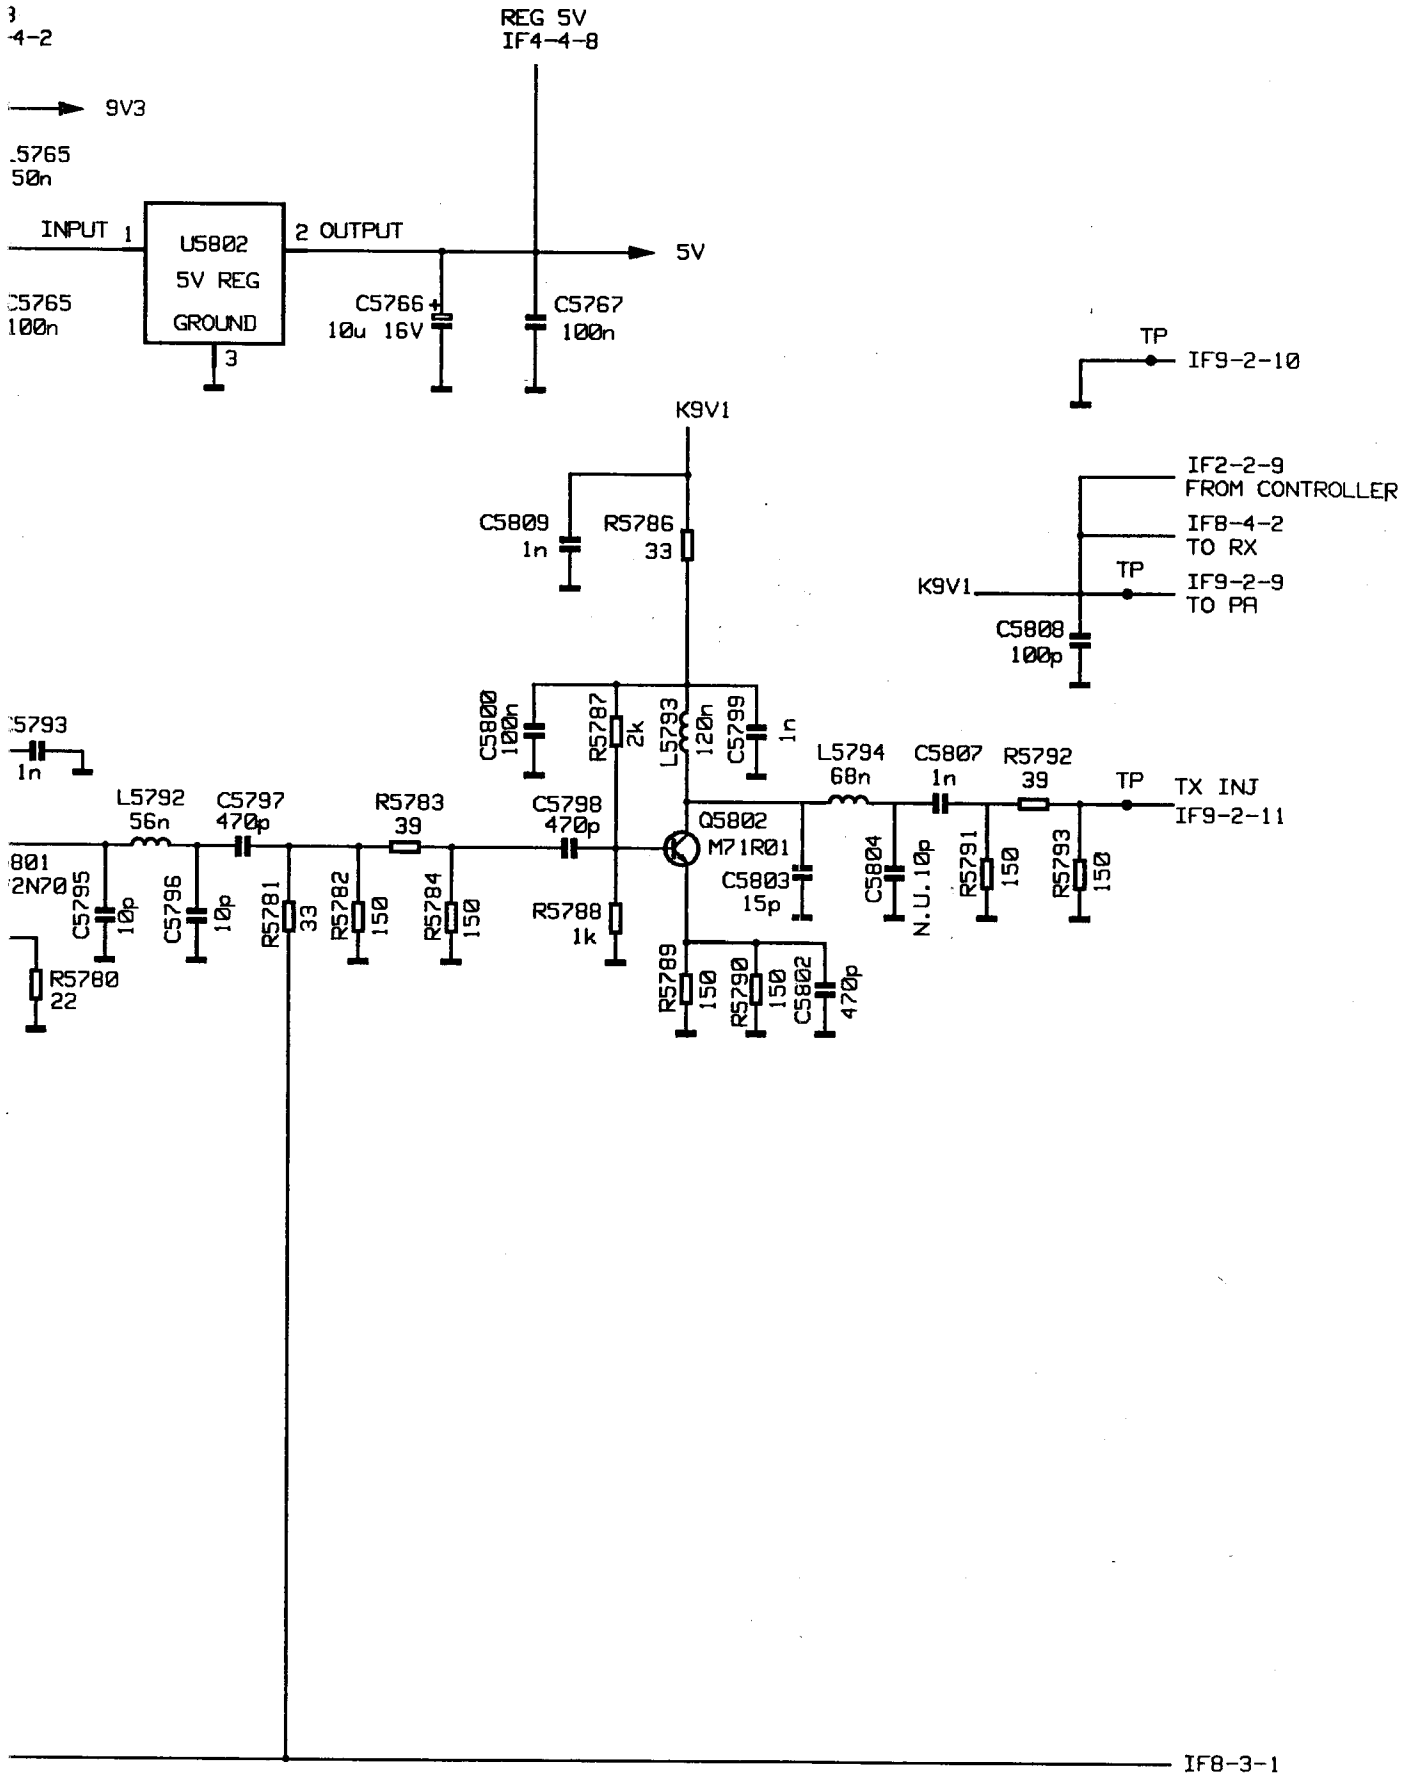 -4-2
REG 5V
IF4-4-8
9V3
5765
50n
INPUT 1
U5802
5V REG
GROUND
2 OUTPUT
3
5V
C5765
100n
C5766 +
10u 16V
C5767
100n
TP
IF9-2-10
K9V1
IF2-2-9
FROM CONTROLLER
IF8-4-2
TO RX
TP
IF9-2-9
TO PA
K9V1
C5808
100p
C5809
1n
R5786
33
C5800
100n
R5787
2k
L5793
120n
C5799
1n
C5793
1n
L5792
56n
C5797
470p
R5783
39
C5798
470p
Q5802
M71R01
L5794
68n
C5807
1n
R5792
39
TP
TX INJ
IF9-2-11
801
2N70
C5795
10p
C5796
10p
R5781
33
R5782
150
R5784
150
R5788
1k
C5803
15p
C5804
N.U.10p
R5791
150
R5793
150
R5780
22
R5789
150
R5790
150
C5802
470p
IF8-3-1